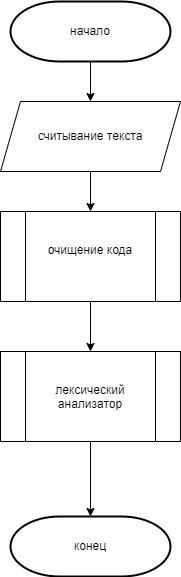 начало
считывание текста
очищение кода
лексический
анализатор
конец